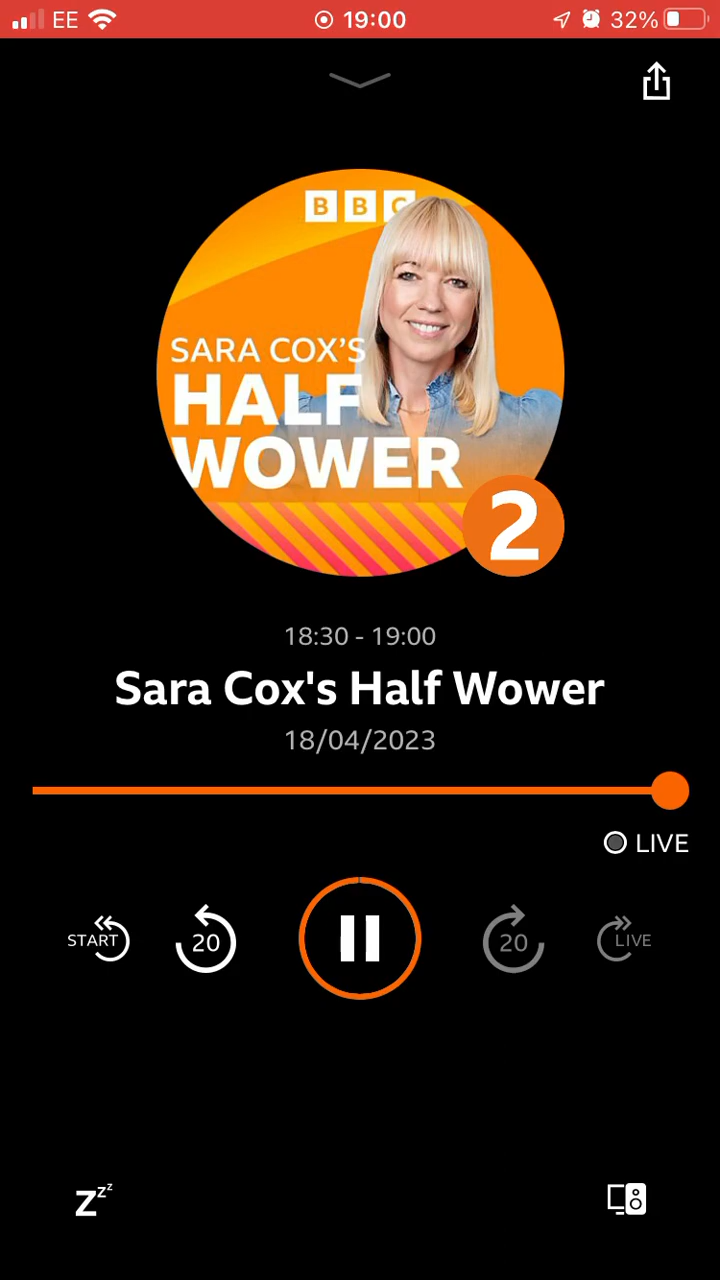 EE 19:00 32%
BBC
SARA COX'S
HALF
WOWER
2
18:30 - 19:00
Sara Cox's Half Wower
18/04/2023
LIVE
START 20 20 LIVE
Zzz